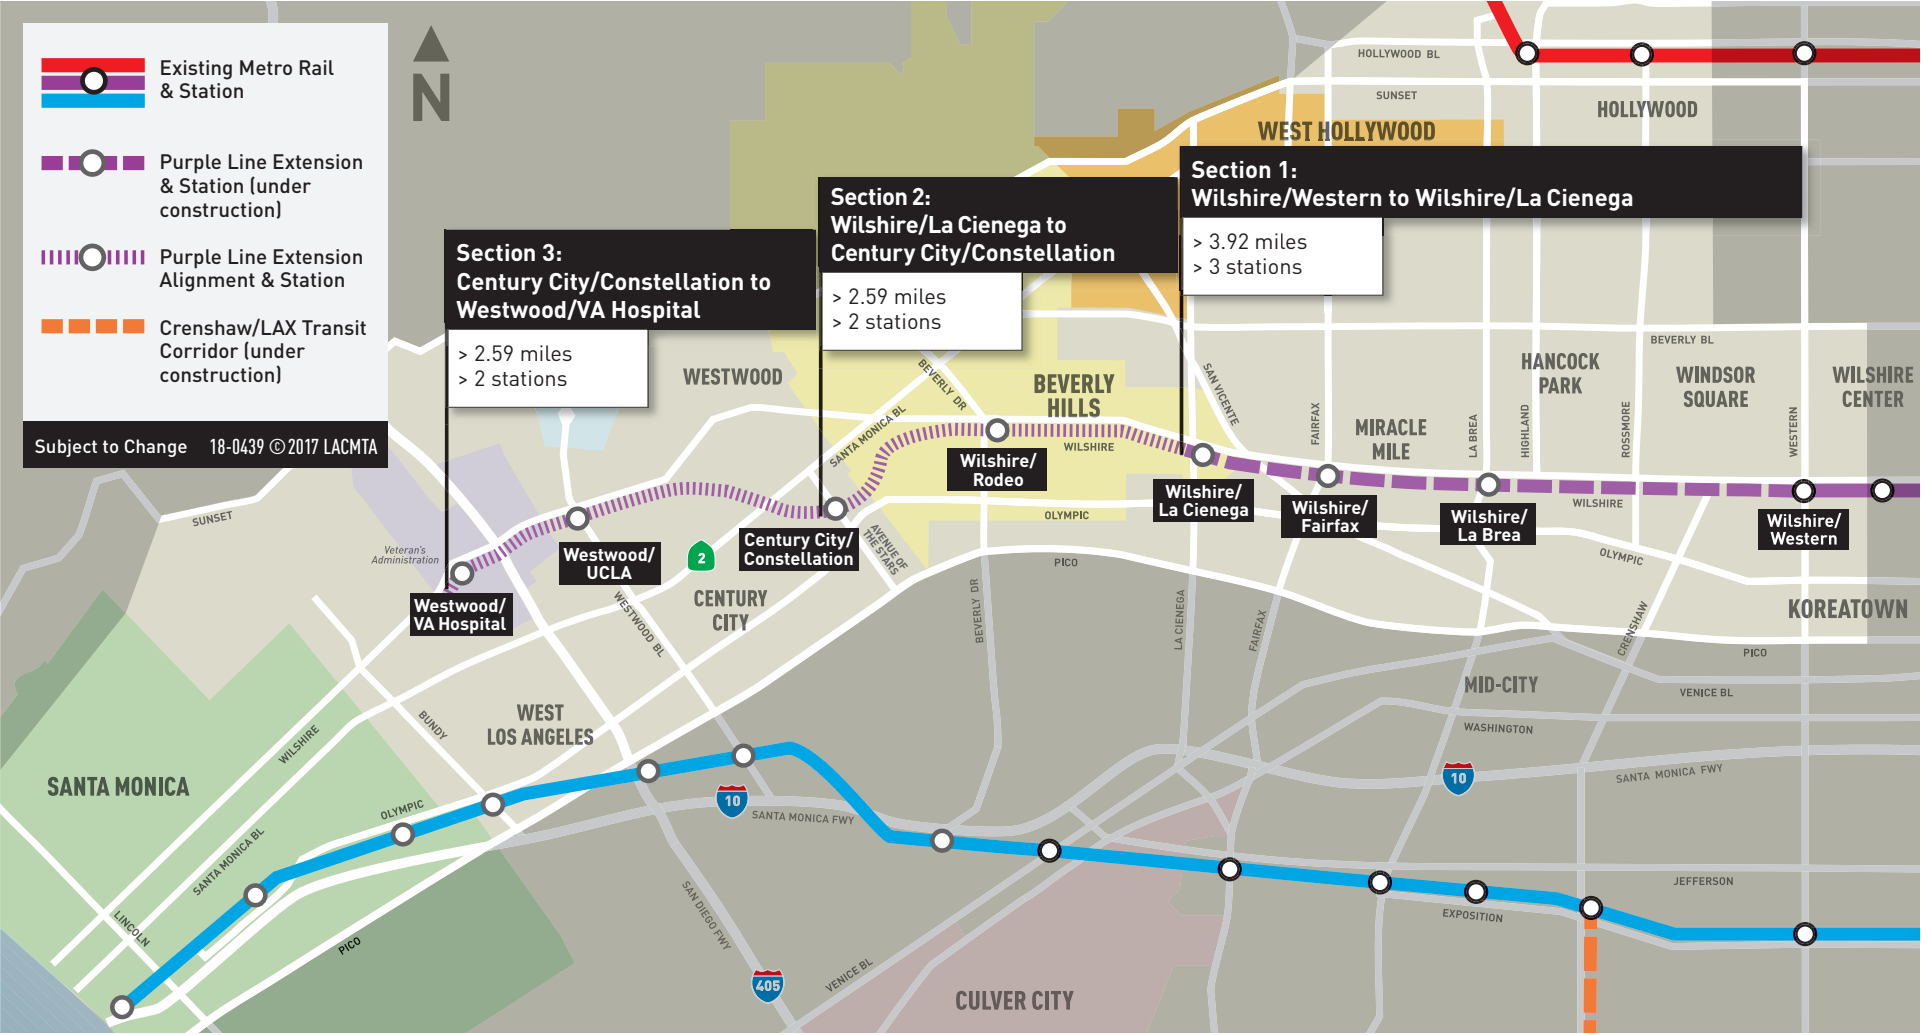 Existing Metro Rail
& Station
Purple Line Extension
& Station (under
construction)
Purple Line Extension
Alignment & Station
Crenshaw/LAX Transit
Corridor (under
construction)
Subject to Change 18-0439 ©2017 LACMTA
N
Section 3:
Century City/Constellation to
Westwood/VA Hospital
> 2.59 miles
> 2 stations
Section 2:
Wilshire/La Cienega to
Century City/Constellation
> 2.59 miles
> 2 stations
Section 1:
Wilshire/Western to Wilshire/La Cienega
> 3.92 miles
> 3 stations
HOLLYWOOD BL
SUNSET
HOLLYWOOD
WEST HOLLYWOOD
BEVERLY BL
HANCOCK
PARK
WINDSOR
SQUARE
WILSHIRE
CENTER
WESTWOOD
BEVERLY
HILLS
MIRACLE
MILE
BEVERLY DR
SANTA MONICA BL
SAN VICENTE
FAIRFAX
LA BREA
HIGHLAND
ROSSMORE
WESTERN
WILSHIRE
WILSHIRE
Wilshire/
Rodeo
Wilshire/
La Cienega
Wilshire/
Fairfax
Wilshire/
La Brea
Wilshire/
Western
Century City/
Constellation
Westwood/
UCLA
Westwood/
VA Hospital
SUNSET
Veteran's
Administration
2
OLYMPIC
AVENUE OF
THE STARS
PICO
OLYMPIC
CENTURY
CITY
WESTWOOD BL
BEVERLY DR
LA CIENEGA
FAIRFAX
CRENSHAW
KOREATOWN
PICO
MID-CITY
VENICE BL
WASHINGTON
10
SANTA MONICA FWY
WEST
LOS ANGELES
BUNDY
WILSHIRE
SANTA MONICA
OLYMPIC
SANTA MONICA BL
10
SANTA MONICA FWY
LINCOLN
PICO
SAN DIEGO FWY
405
VENICE BL
CULVER CITY
JEFFERSON
EXPOSITION